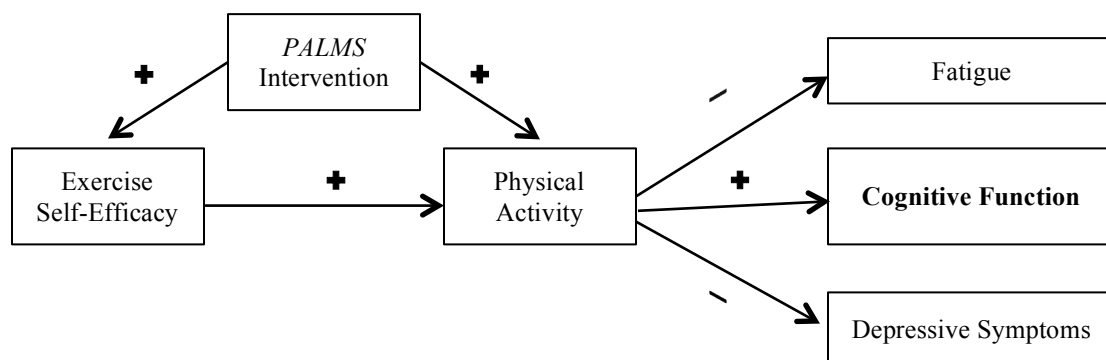 PALMS
Intervention
+
+
Fatigue
–
Exercise
Self-Efficacy
+
Physical
Activity
+
Cognitive Function
–
Depressive Symptoms